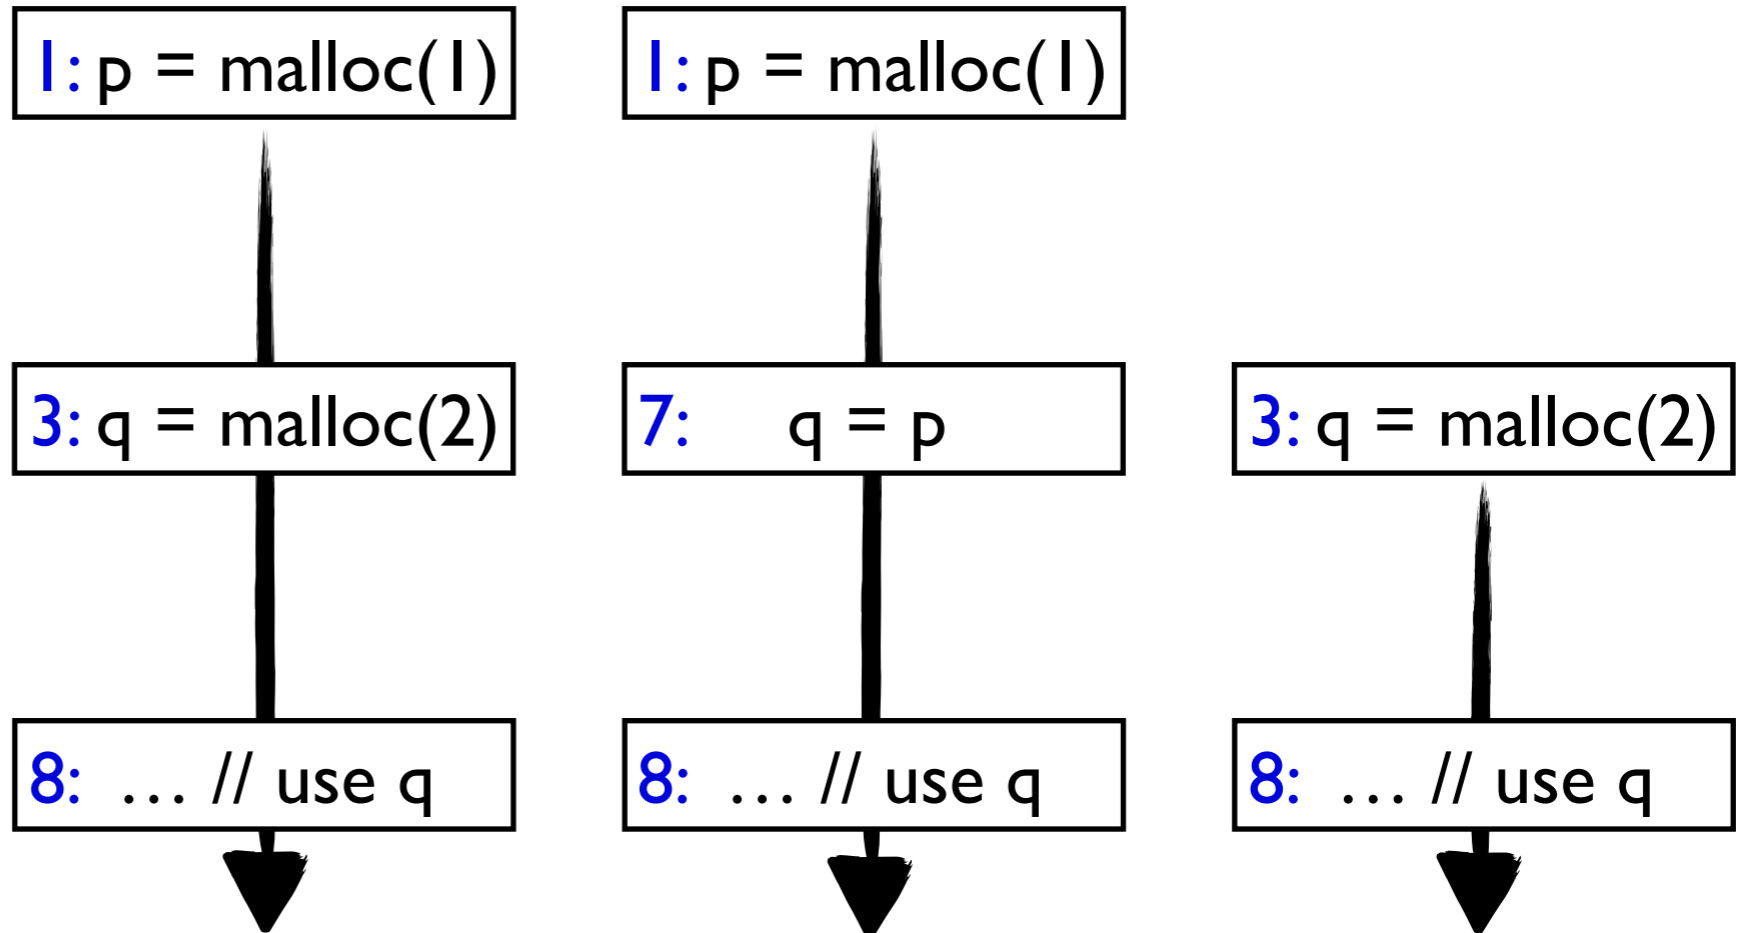 1: p = malloc(1)
1: p = malloc(1)
3: q = malloc(2)
7: q = p
3: q = malloc(2)
8: … // use q
8: … // use q
8: … // use q